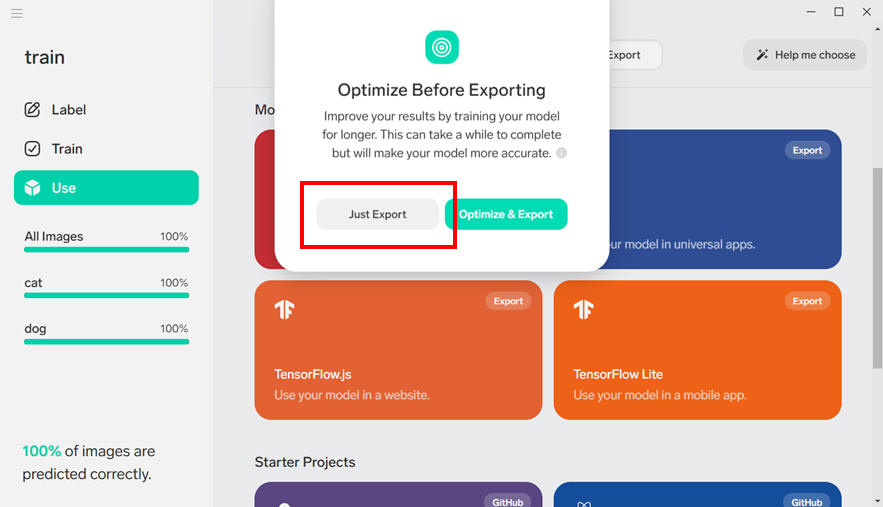 train
Label
Train
Use
All Images 100%
cat 100%
dog 100%
100% of images are
predicted correctly.
Export
Help me choose
Mo
Optimize Before Exporting
Improve your results by training your model
for longer. This can take a while to complete
but will make your model more accurate.
Just Export
Optimize & Export
Export
ur model in universal apps.
Export
TensorFlow.js
Use your model in a website.
Export
TensorFlow Lite
Use your model in a mobile app.
Starter Projects
GitHub
GitHub